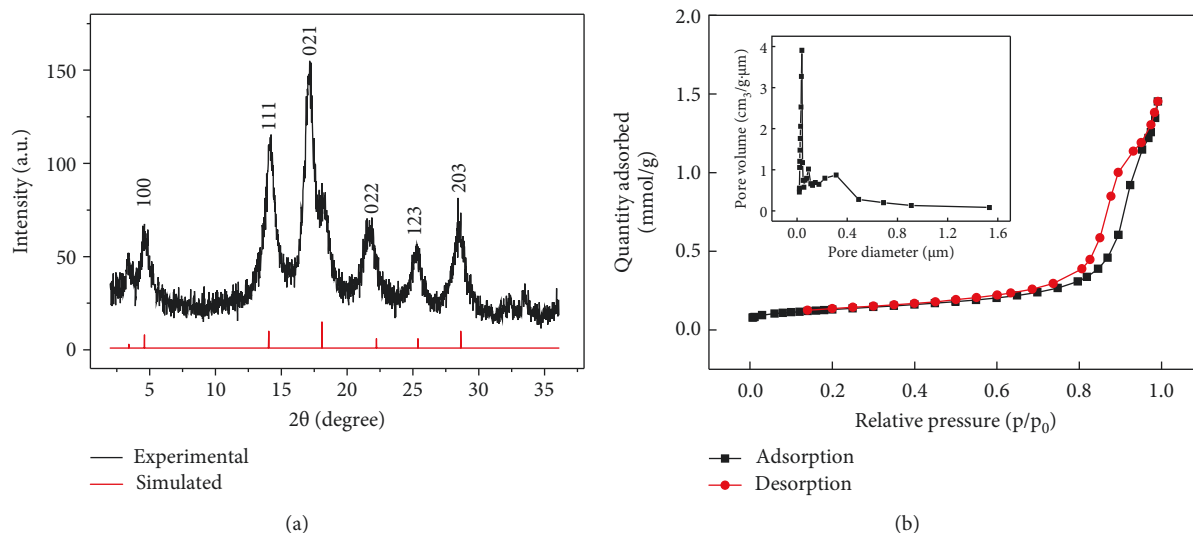 150
100
50
0
Intensity (a.u.)
100
111
021
022
123
203
5
10
15
20
25
30
35
2θ (degree)
Experimental
Simulated
(a)
2.0
1.5
1.0
0.5
0.0
Quantity adsorbed
(mmol/g)
4
3
2
1
0
Pore volume (cm₃/g·μm)
0.0
0.4
0.8
1.2
1.6
Pore diameter (μm)
0.0
0.2
0.4
0.6
0.8
1.0
Relative pressure (p/p₀)
Adsorption
Desorption
(b)